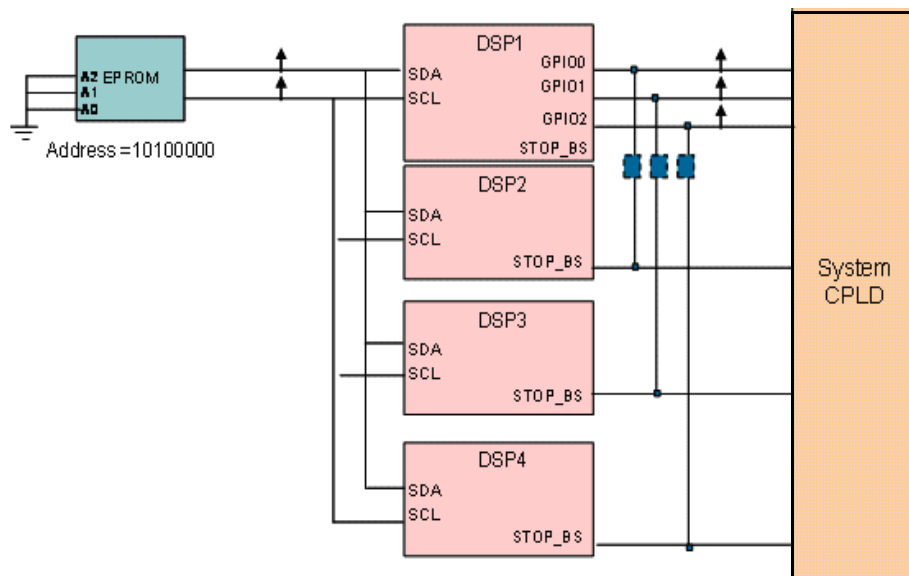 A2 EPROM
A1
A0
Address =10100000
DSP1
SDA
SCL
GPIO0
GPIO1
GPIO2
STOP_BS
DSP2
SDA
SCL
STOP_BS
DSP3
SDA
SCL
STOP_BS
DSP4
SDA
SCL
STOP_BS
System
CPLD